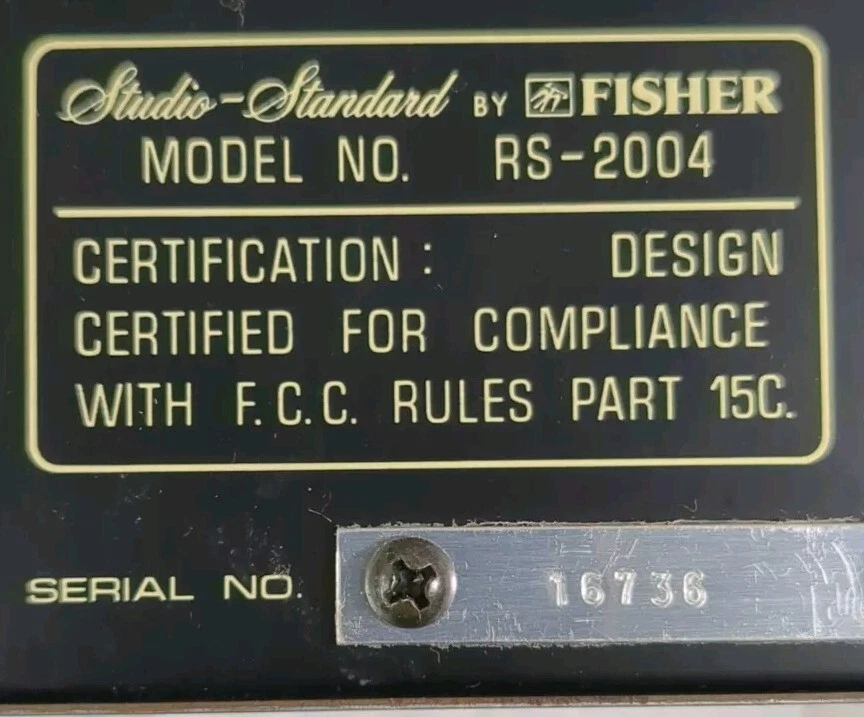 Studio-Standard BY FISHER
MODEL NO. RS-2004
CERTIFICATION: DESIGN
CERTIFIED FOR COMPLIANCE
WITH F.C.C. RULES PART 15C.
SERIAL NO. 16736